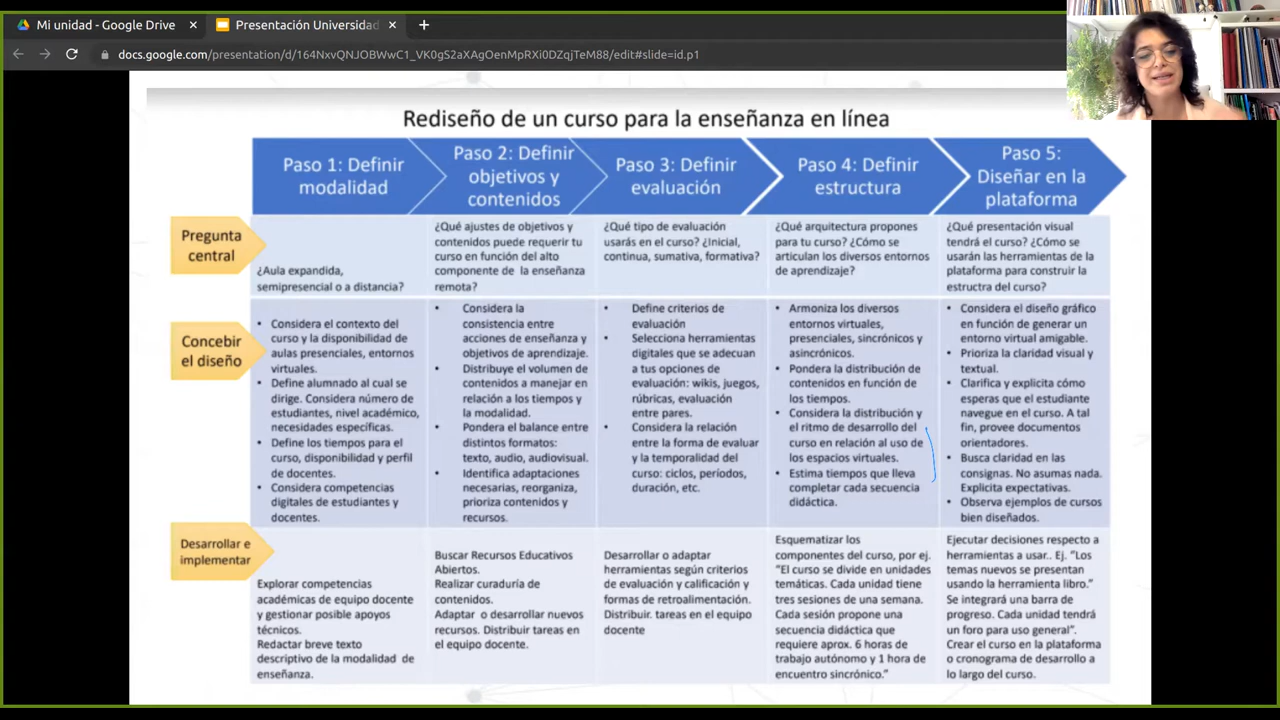 Mi unidad - Google Drive
Presentación Universidad
docs.google.com/presentation/d/164NxvQNJOBWwC1_VK0gS2aXAgOenMpRXi0DZqjTeM88/edit#slide=id.p1
Rediseño de un curso para la enseñanza en línea
Paso 1: Definir
modalidad
Paso 2: Definir
objetivos y
contenidos
Paso 3: Definir
evaluación
Paso 4: Definir
estructura
Paso 5:
Diseñar en la
plataforma
Pregunta
central
¿Aula expandida,
semipresencial o a distancia?
¿Qué ajustes de objetivos y
contenidos puede requerir tu
curso en función del alto
componente de la enseñanza
remota?
¿Qué tipo de evaluación
usarás en el curso? ¿Inicial,
continua, sumativa, formativa?
¿Qué arquitectura propones
para tu curso? ¿Cómo se
articulan los diversos entornos
de aprendizaje?
¿Qué presentación visual
tendrá el curso? ¿Cómo se
usarán las herramientas de la
plataforma para construir la
estructra del curso?
Concebir
el diseño
• Considera el contexto del
curso y la disponibilidad de
aulas presenciales, entornos
virtuales.
• Define alumnado al cual se
dirige. Considera número de
estudiantes, nivel académico,
necesidades específicas.
• Define los tiempos para el
curso, disponibilidad y perfil
de docentes.
• Considera competencias
digitales de estudiantes y
docentes.
• Considera la
consistencia entre
acciones de enseñanza y
objetivos de aprendizaje.
• Distribuye el volumen de
contenidos a manejar en
relación a los tiempos y
la modalidad.
• Pondera el balance entre
distintos formatos:
texto, audio, audiovisual.
• Identifica adaptaciones
necesarias, reorganiza,
prioriza contenidos y
recursos.
• Define criterios de
evaluación
• Selecciona herramientas
digitales que se adecuan
a tus opciones de
evaluación: wikis, juegos,
rúbricas, evaluación
entre pares.
• Considera la relación
entre la forma de evaluar
y la temporalidad del
curso: ciclos, períodos,
duración, etc.
• Armoniza los diversos
entornos virtuales,
presenciales, sincrónicos y
asincrónicos.
• Pondera la distribución de
contenidos en función de
los tiempos.
• Considera la distribución y
el ritmo de desarrollo del
curso en relación al uso de
los espacios virtuales.
• Estima tiempos que lleva
completar cada secuencia
didáctica.
• Considera el diseño gráfico
en función de generar un
entorno virtual amigable.
• Prioriza la claridad visual y
textual.
• Clarifica y explicita cómo
esperas que el estudiante
navegue en el curso. A tal
fin, provee documentos
orientadores.
• Busca claridad en las
consignas. No asumas nada.
Explicita expectativas.
• Observa ejemplos de cursos
bien diseñados.
Desarrollar e
implementar
Explorar competencias
académicas de equipo docente
y gestionar posible apoyos
técnicos.
Redactar breve texto
descriptivo de la modalidad de
enseñanza.
Buscar Recursos Educativos
Abiertos.
Realizar curaduría de
contenidos.
Adaptar o desarrollar nuevos
recursos. Distribuir tareas en
el equipo docente.
Desarrollar o adaptar
herramientas según criterios
de evaluación y calificación y
formas de retroalimentación.
Distribuir. tareas en el equipo
docente
Esquematizar los
componentes del curso, por ej.
“El curso se divide en unidades
temáticas. Cada unidad tiene
tres sesiones de una semana.
Cada sesión propone una
secuencia didáctica que
requiere aprox. 6 horas de
trabajo autónomo y 1 hora de
encuentro sincrónico.”
Ejecutar decisiones respecto a
herramientas a usar.. Ej. “Los
temas nuevos se presentan
usando la herramienta libro.”
Se integrará una barra de
progreso. Cada unidad tendrá
un foro para uso general”.
Crear el curso en la plataforma
o cronograma de desarrollo a
lo largo del curso.